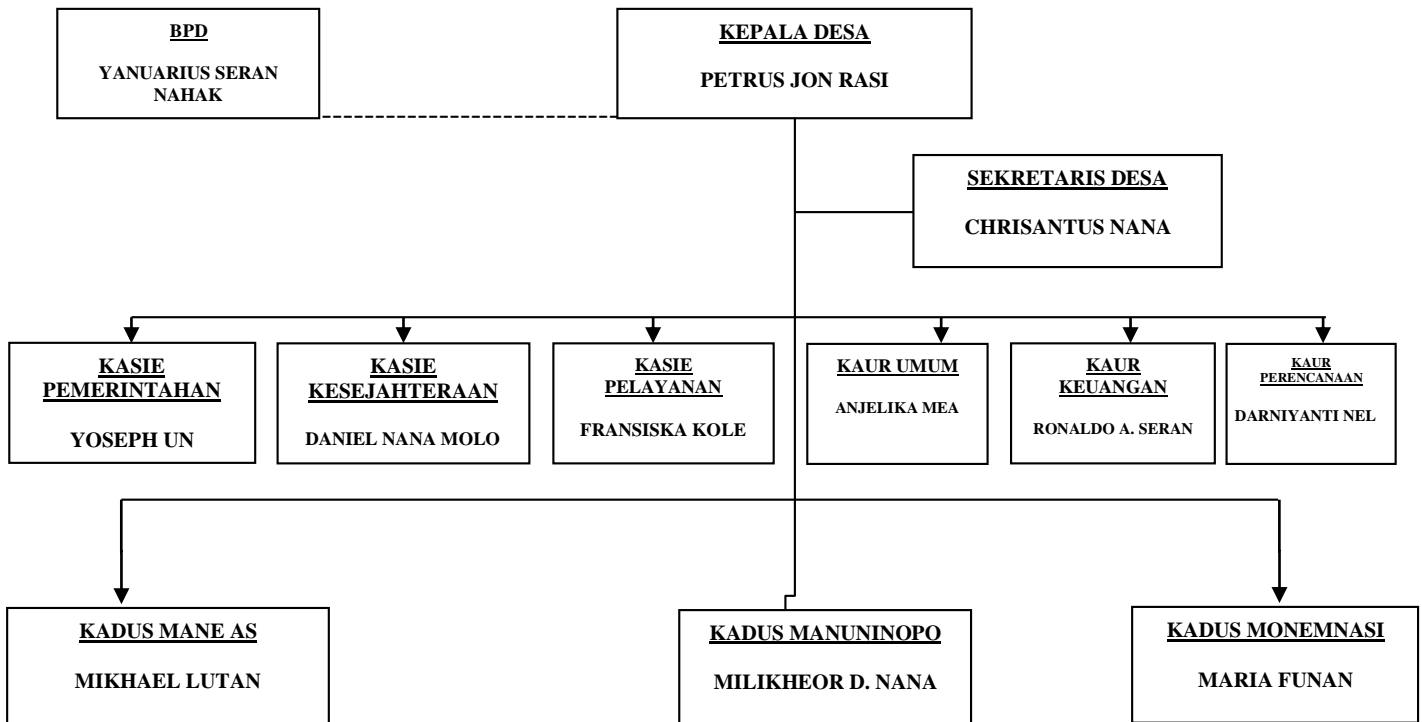 BPD
YANUARIUS SERAN
NAHAK
KEPALA DESA
PETRUS JON RASI
SEKRETARIS DESA
CHRISANTUS NANA
KASIE
PEMERINTAHAN
YOSEPH UN
KASIE
KESEJAHTERAAN
DANIEL NANA MOLO
KASIE
PELAYANAN
FRANSISKA KOLE
KAUR UMUM
ANJELIKA MEA
KAUR
KEUANGAN
RONALDO A. SERAN
KAUR
PERENCANAAN
DARNIYANTI NEL
KADUS MANE AS
MIKHAEL LUTAN
KADUS MANUNINOPO
MILIKHEOR D. NANA
KADUS MONEMNASI
MARIA FUNAN